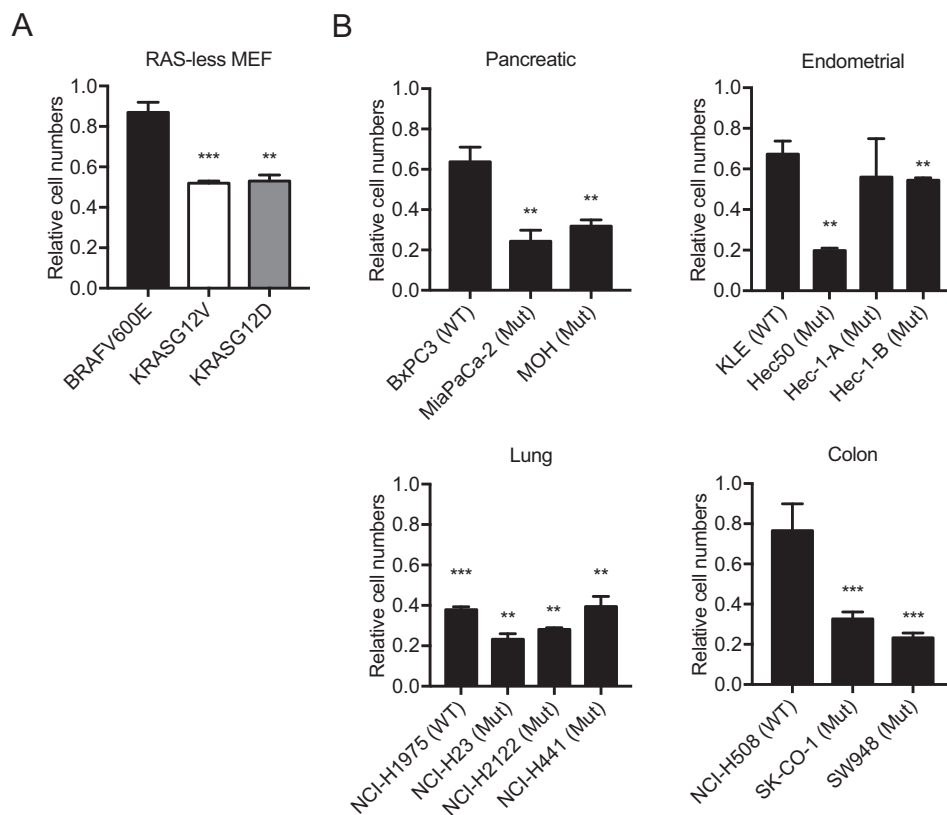 A
RAS-less MEF
Relative cell numbers
1.0
0.8
0.6
0.4
0.2
0.0
***
**
BRAFV600E
KRASG12V
KRASG12D
B
Pancreatic
Relative cell numbers
1.0
0.8
0.6
0.4
0.2
0.0
**
**
BxPC3 (WT)
MiaPaCa-2 (Mut)
MOH (Mut)
Endometrial
Relative cell numbers
1.0
0.8
0.6
0.4
0.2
0.0
**
**
KLE (WT)
Hec50 (Mut)
Hec-1-A (Mut)
Hec-1-B (Mut)
Lung
Relative cell numbers
1.0
0.8
0.6
0.4
0.2
0.0
***
**
**
**
NCI-H1975 (WT)
NCI-H23 (Mut)
NCI-H2122 (Mut)
NCI-H441 (Mut)
Colon
Relative cell numbers
1.0
0.8
0.6
0.4
0.2
0.0
***
***
NCI-H508 (WT)
SK-CO-1 (Mut)
SW948 (Mut)